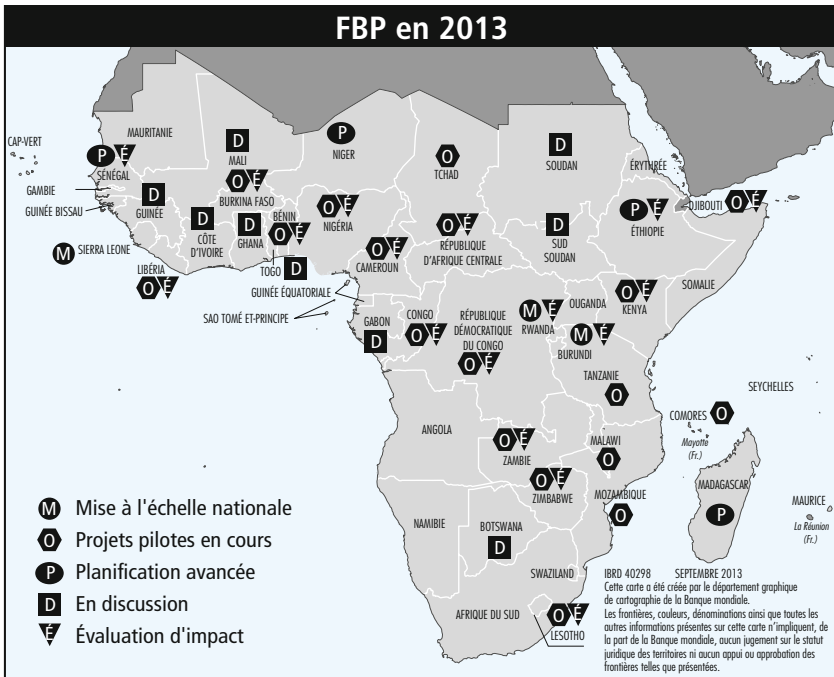 FBP en 2013
CAP-VERT
MAURITANIE
P É
SÉNÉGAL
GAMBIE
GUINÉE BISSAU
D
GUINÉE
M SIERRA LEONE
LIBÉRIA
O É
D
MALI
O É
BURKINA FASO
D
CÔTE
D'IVOIRE
D
GHANA
BÉNIN
O É
TOGO
D
P
NIGER
O É
NIGÉRIA
O
TCHAD
O É
CAMEROUN
O É
RÉPUBLIQUE
D'AFRIQUE CENTRALE
D
SOUDAN
D
SUD
SOUDAN
ÉRYTHRÉE
DJIBOUTI O É
P É
ÉTHIOPIE
SOMALIE
GUINÉE ÉQUATORIALE
SAO TOMÉ ET-PRINCIPE
GABON
D
CONGO
O É
RÉPUBLIQUE
DÉMOCRATIQUE
DU CONGO
O É
OUGANDA
M É
RWANDA
M É
BURUNDI
O É
KENYA
TANZANIE
O
SEYCHELLES
COMORES O
Mayotte
(Fr.)
ANGOLA
O É
ZAMBIE
MALAWI
O
O É
ZIMBABWE
MOZAMBIQUE
O
MADAGASCAR
P
MAURICE
La Réunion
(Fr.)
NAMIBIE
BOTSWANA
D
SWAZILAND
AFRIQUE DU SUD
O É
LESOTHO
M Mise à l'échelle nationale
O Projets pilotes en cours
P Planification avancée
D En discussion
É Évaluation d'impact
IBRD 40298 SEPTEMBRE 2013
Cette carte a été créée par le département graphique
de cartographie de la Banque mondiale.
Les frontières, couleurs, dénominations ainsi que toutes les
autres informations présentes sur cette carte n'impliquent, de
la part de la Banque mondiale, aucun jugement sur le statut
juridique des territoires ni aucun appui ou approbation des
frontières telles que présentées.